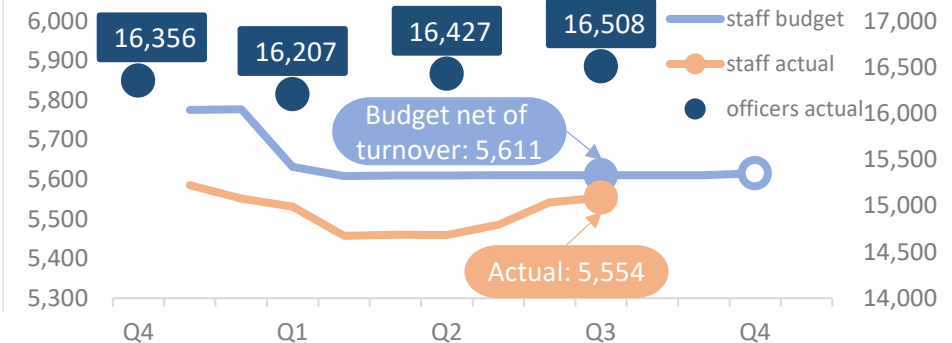 6,000
5,900
5,800
5,700
5,600
5,500
5,400
5,300
16,356
16,207
16,427
16,508
Budget net of
turnover: 5,611
Actual: 5,554
staff budget
staff actual
officers actual
17,000
16,500
16,000
15,500
15,000
14,500
14,000
Q4
Q1
Q2
Q3
Q4